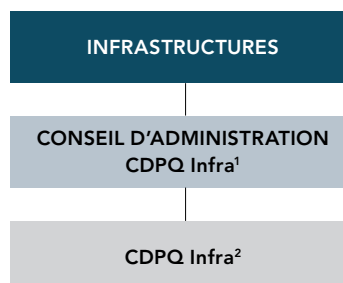 INFRASTRUCTURES
CONSEIL D’ADMINISTRATION
CDPQ Infra¹
CDPQ Infra²